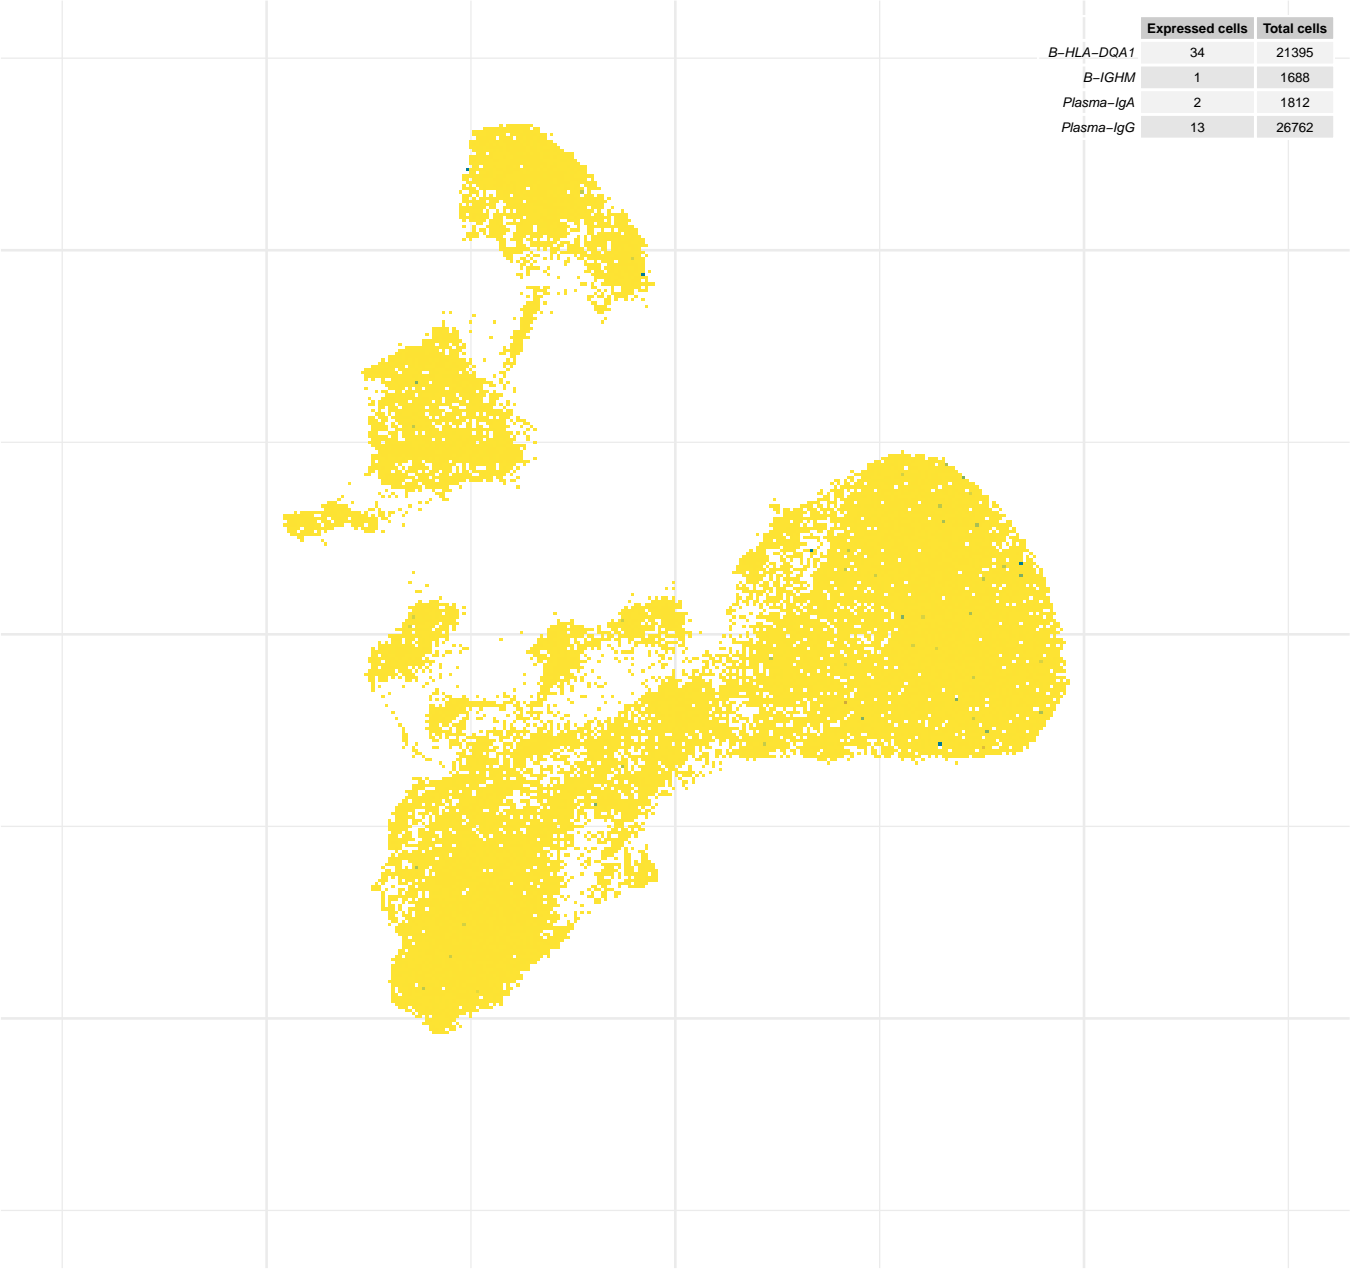 Expressed cells Total cells
B−HLA−DQA1 34 21395
B−IGHM 1 1688
Plasma−IgA 2 1812
Plasma−IgG 13 26762